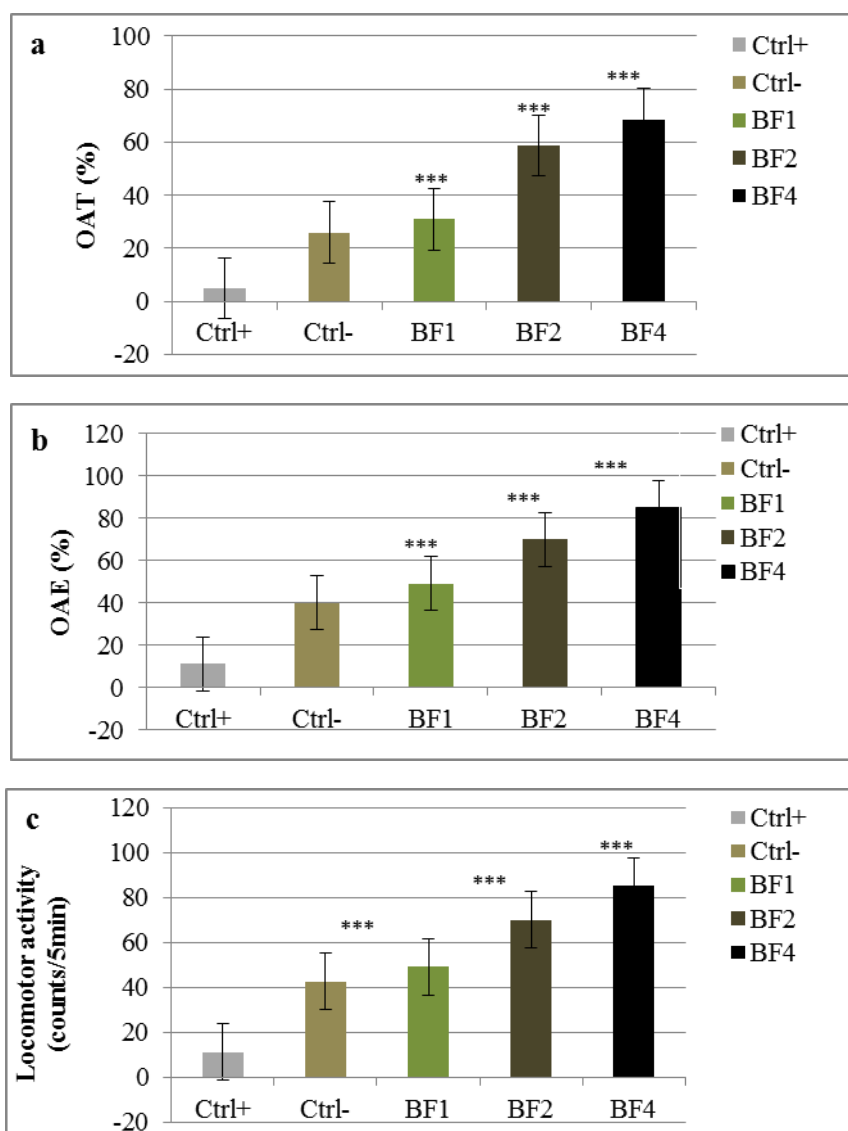 a
OAT (%)
100
80
60
40
20
0
-20
***
***
***
Ctrl+ Ctrl- BF1 BF2 BF4
Ctrl+
Ctrl-
BF1
BF2
BF4
b
OAE (%)
120
100
80
60
40
20
0
-20
***
***
***
Ctrl+ Ctrl- BF1 BF2 BF4
Ctrl+
Ctrl-
BF1
BF2
BF4
c
Locomotor activity
(counts/5min)
120
100
80
60
40
20
0
-20
***
***
***
Ctrl+ Ctrl- BF1 BF2 BF4
Ctrl+
Ctrl-
BF1
BF2
BF4